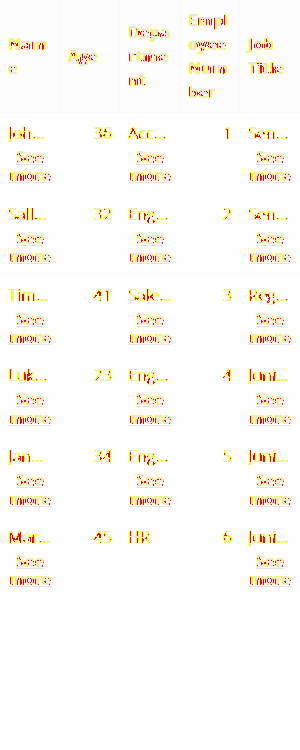 Name Age Department Employee Number Job Title
Joh... 36 Acc... 1 Sen...
See more See more See more
Sall... 32 Eng... 2 Sen...
See more See more See more
Tim... 41 Sale... 3 Reg...
See more See more See more
Luk... 23 Eng... 4 Juni...
See more See more See more
Jan... 34 Eng... 5 Juni...
See more See more See more
Mar... 45 HR 6 Juni...
See more See more